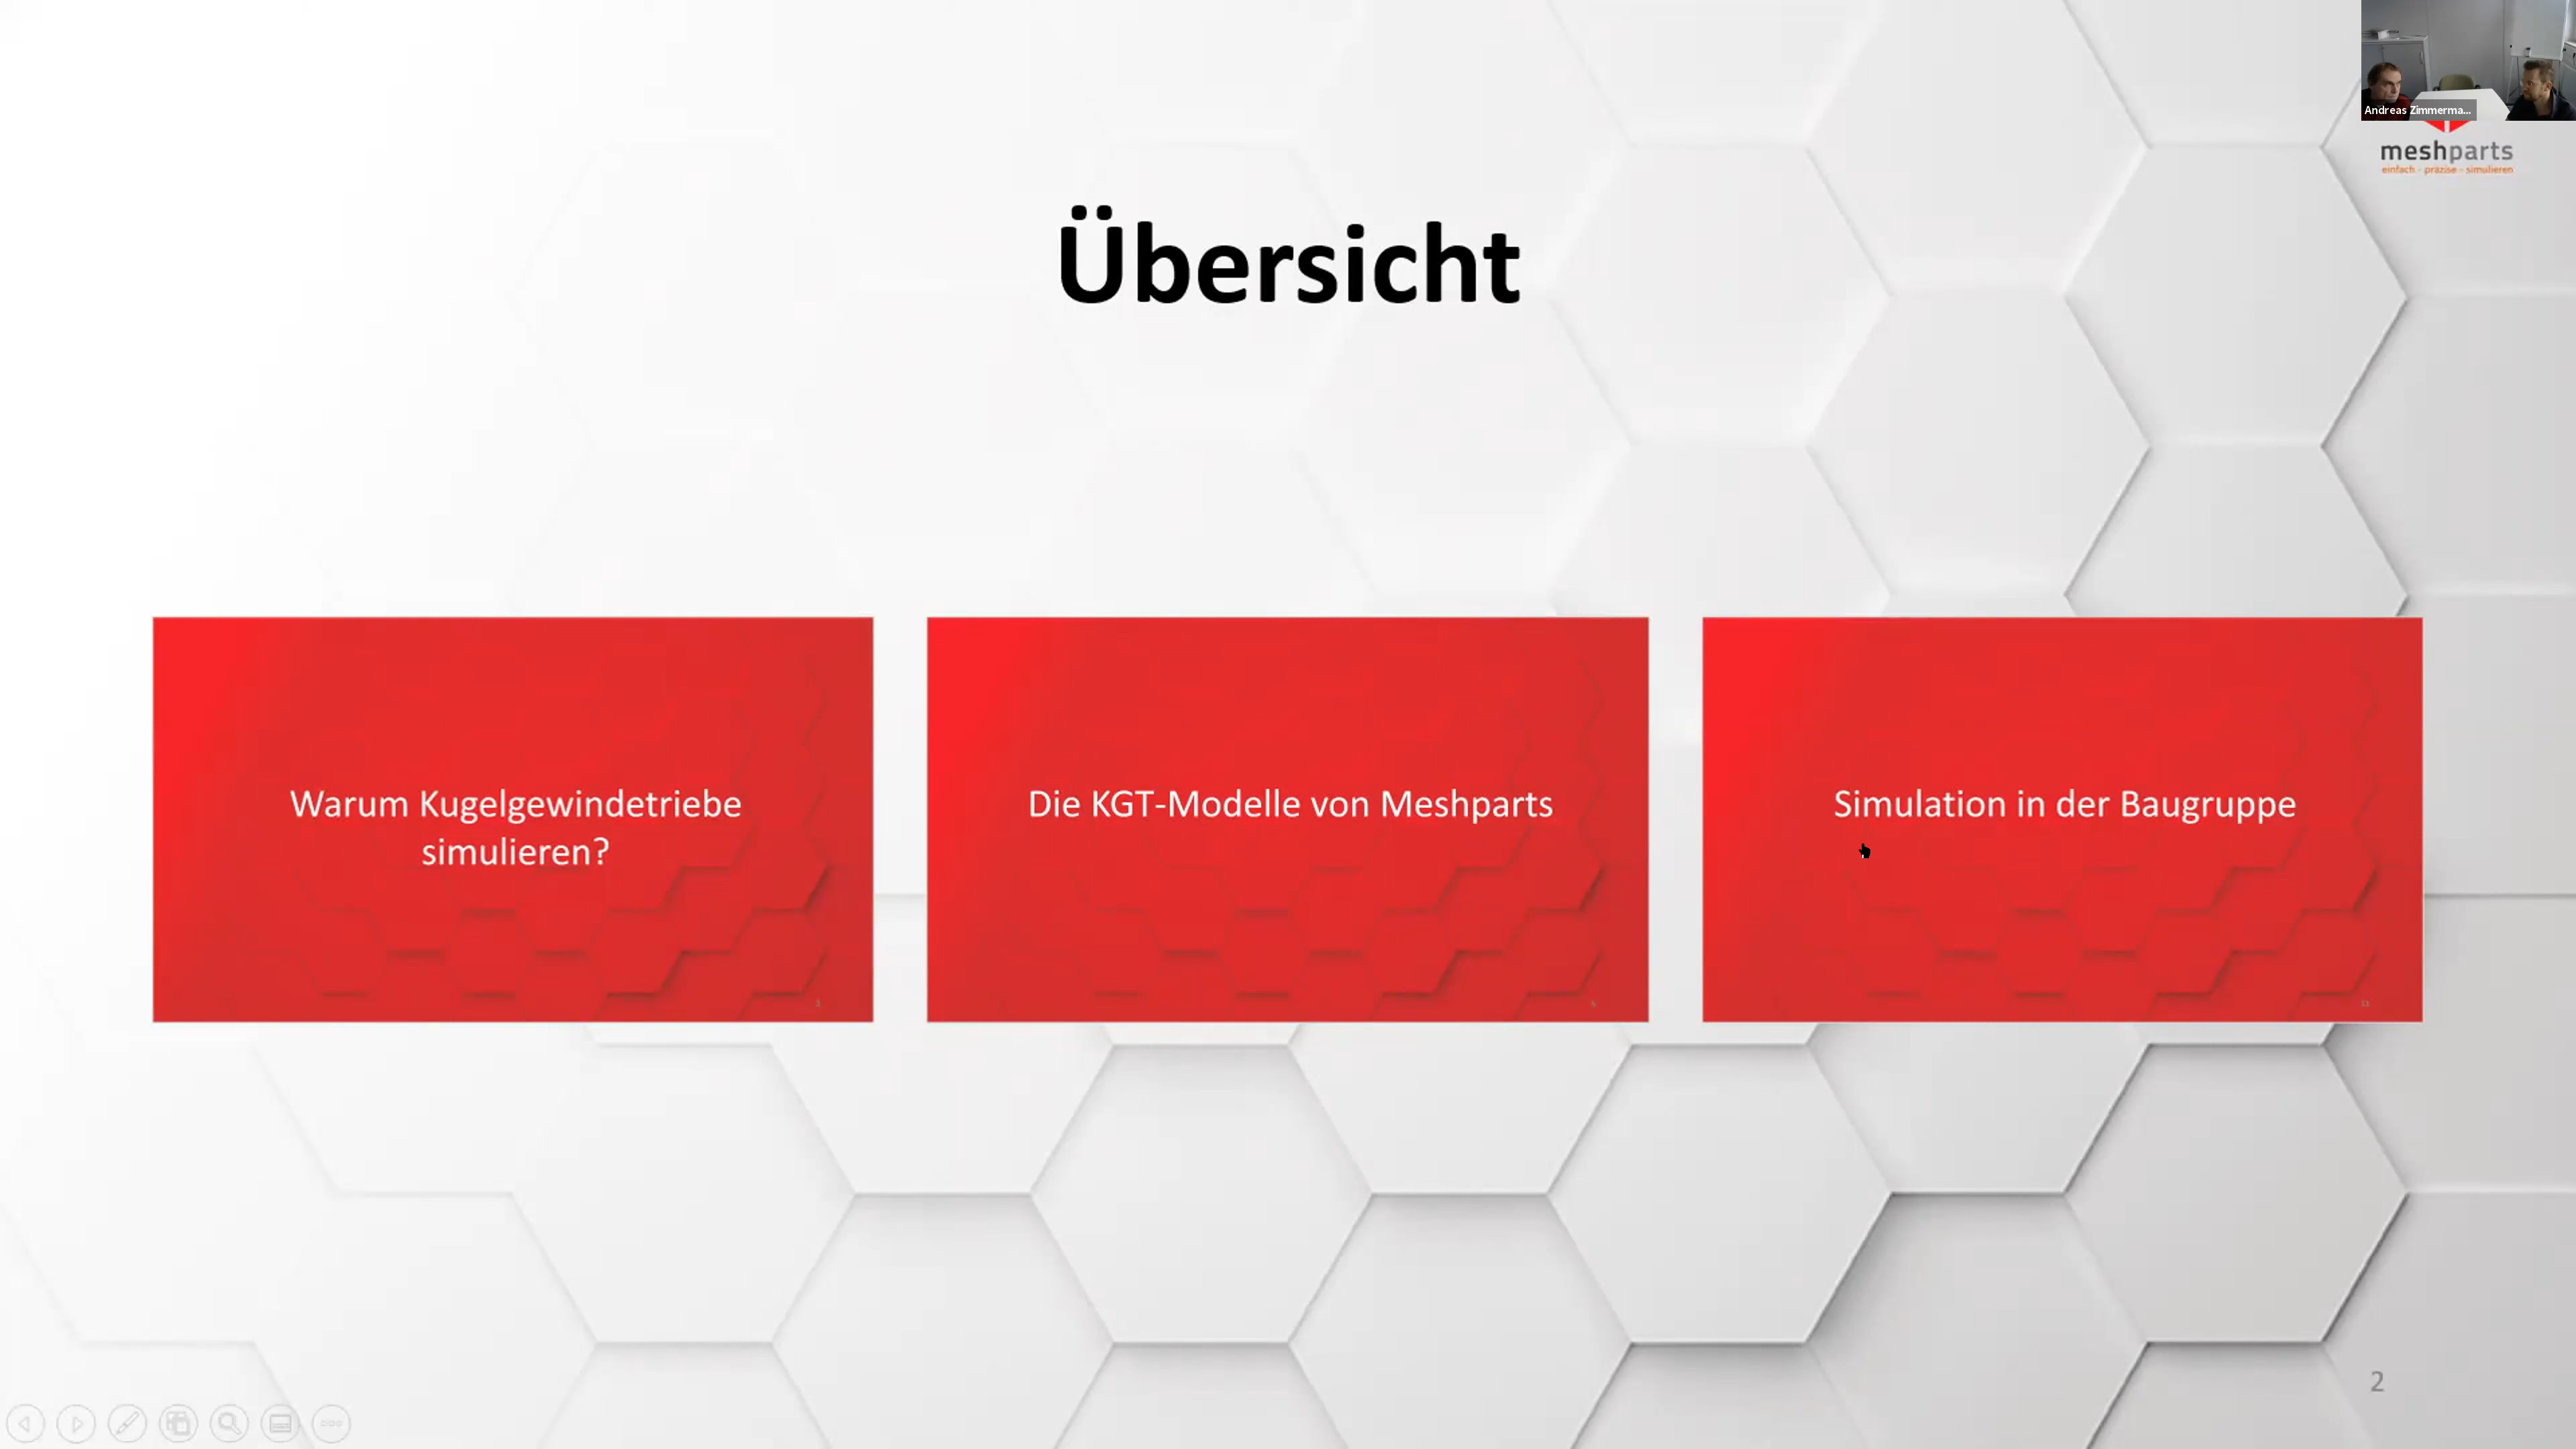 Andreas Zimmerma...
meshparts
einfach - präzise - simulieren
Übersicht
Warum Kugelgewindetriebe
simulieren?
Die KGT-Modelle von Meshparts
Simulation in der Baugruppe
2